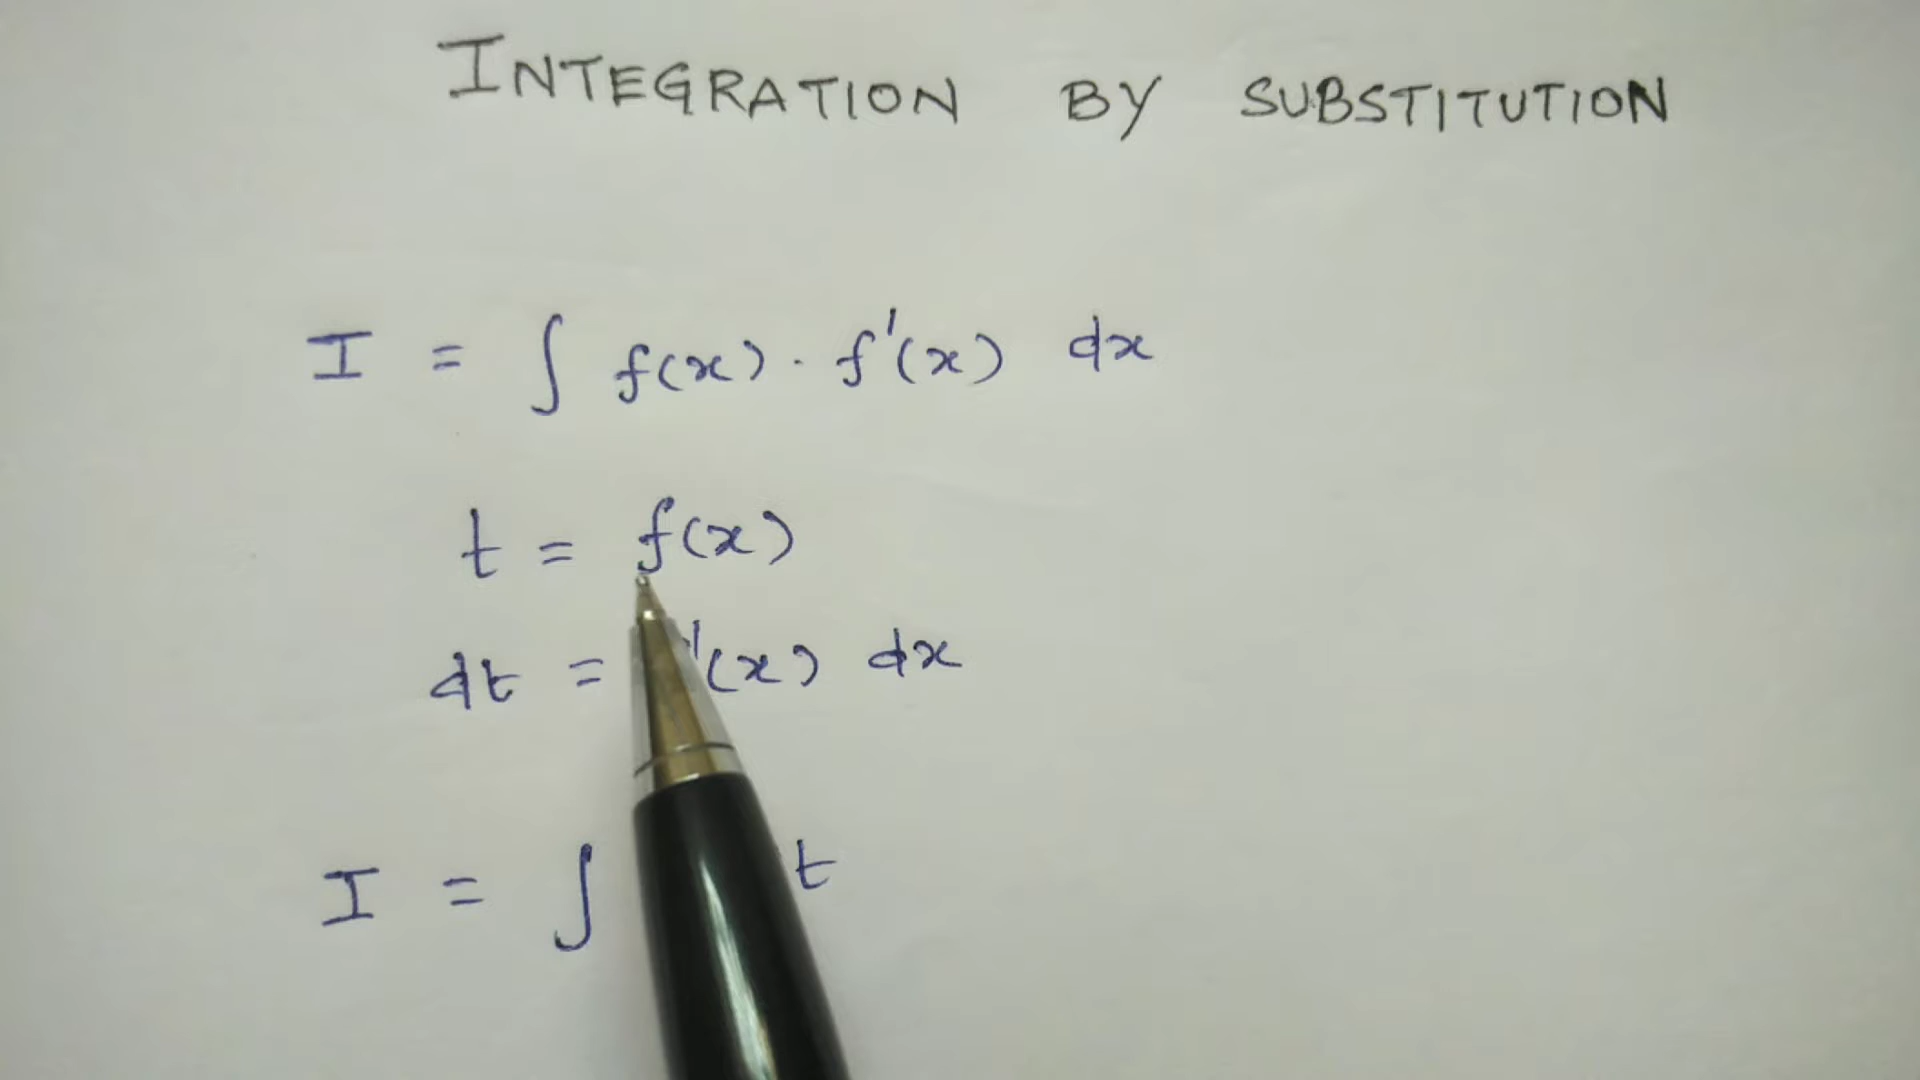 INTEGRATION BY SUBSTITUTION
I = ∫ f(x) . f'(x) dx
t = f(x)
dt = '(x) dx
I = ∫ t